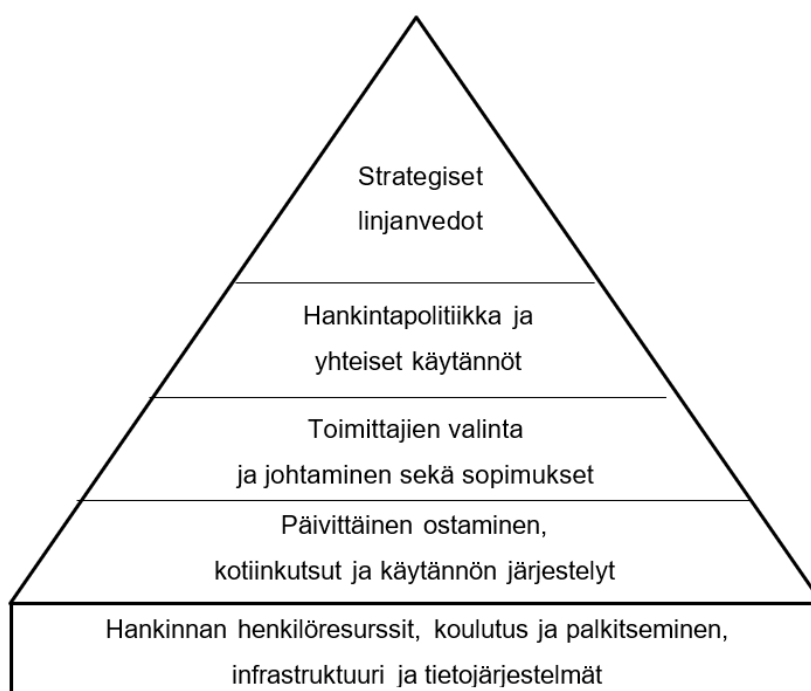 Strategiset
linjanvedot
Hankintapolitiikka ja
yhteiset käytännöt
Toimittajien valinta
ja johtaminen sekä sopimukset
Päivittäinen ostaminen,
kotiinkutsut ja käytännön järjestelyt
Hankinnan henkilöresurssit, koulutus ja palkitseminen,
infrastruktuuri ja tietojärjestelmät